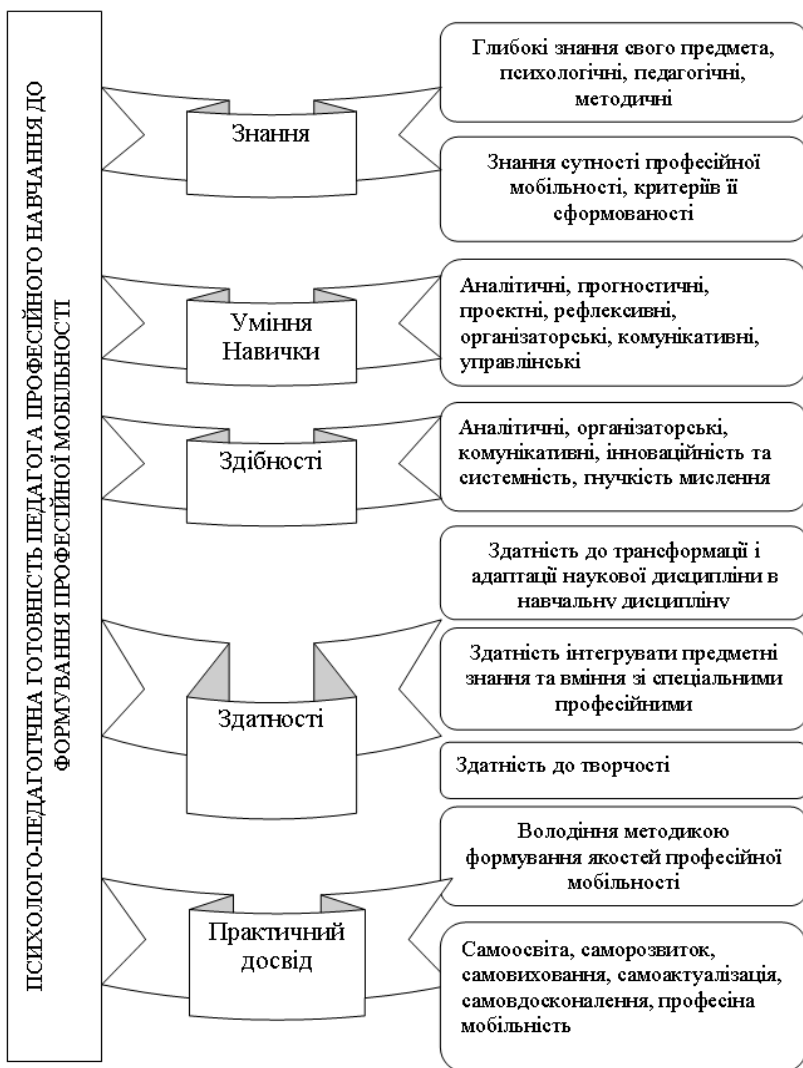 ПСИХОЛОГО-ПЕДАГОГІЧНА ГОТОВНІСТЬ ПЕДАГОГА ПРОФЕСІЙНОГО НАВЧАННЯ ДО
ФОРМУВАННЯ ПРОФЕСІЙНОЇ МОБІЛЬНОСТІ
Знання
Глибокі знання свого предмета,
психологічні, педагогічні,
методичні
Знання сутності професійної
мобільності, критеріїв її
сформованості
Уміння
Навички
Аналітичні, прогностичні,
проектні, рефлексивні,
організаторські, комунікативні,
управлінські
Здібності
Аналітичні, організаторські,
комунікативні, інноваційність та
системність, гнучкість мислення
Здатності
Здатність до трансформації і
адаптації наукової дисципліни в
навчальну дисципліну
Здатність інтегрувати предметні
знання та вміння зі спеціальними
професійними
Здатність до творчості
Практичний
досвід
Володіння методикою
формування якостей професійної
мобільності
Самоосвіта, саморозвиток,
самовиховання, самоактуалізація,
самовдосконалення, професіна
мобільність